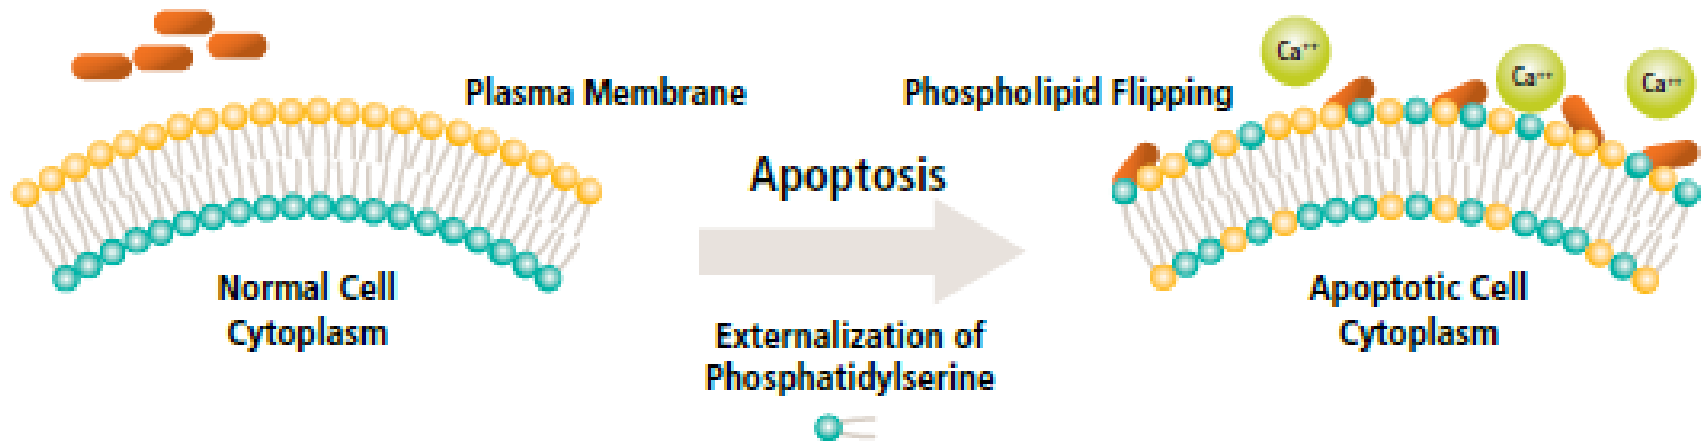 Plasma Membrane
Phospholipid Flipping
Ca⁺⁺
Ca⁺⁺
Ca⁺⁺
Apoptosis
Normal Cell
Cytoplasm
Externalization of
Phosphatidylserine
Apoptotic Cell
Cytoplasm